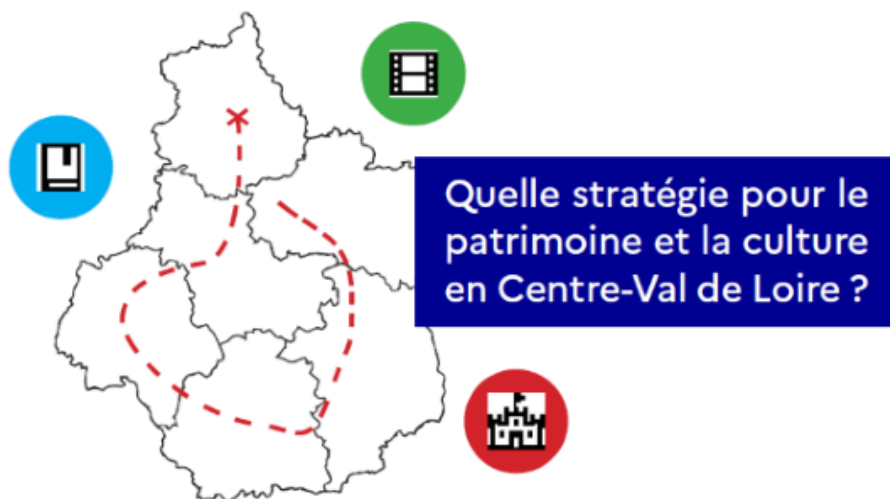 Quelle stratégie pour le
patrimoine et la culture
en Centre-Val de Loire ?